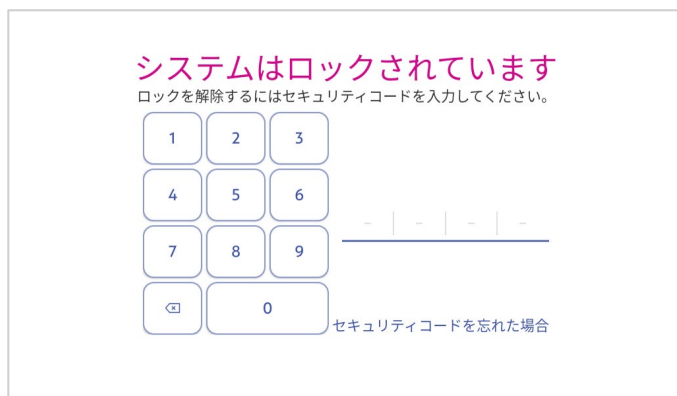 システムはロックされています
ロックを解除するにはセキュリティコードを入力してください。
1 2 3
4 5 6
7 8 9
0
セキュリティコードを忘れた場合